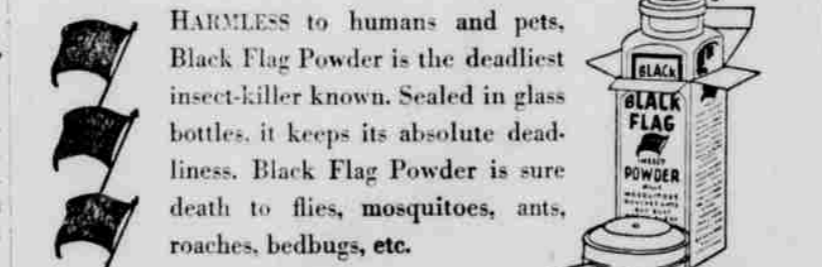 HARMLESS to humans and pets,
Black Flag Powder is the deadliest
insect-killer known. Sealed in glass
bottles, it keeps its absolute dead-
liness. Black Flag Powder is sure
death to flies, mosquitoes, ants,
roaches, bedbugs, etc.
BLACK
BLACK
FLAG
INSECT
POWDER
KILLS
MOSQUITOES